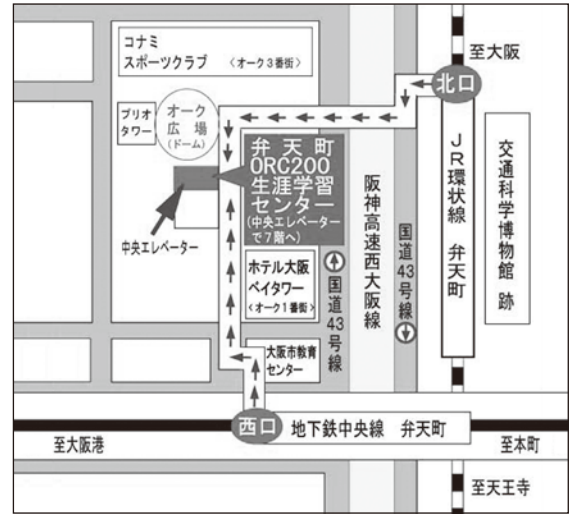 コナミ
スポーツクラブ 〈オーク3番街〉
至大阪
北口
プリオ
タワー
オーク
広場
(ドーム)
弁天町
ORC200
生涯学習
センター
(中央エレベーター
で7階へ)
中央エレベーター
ホテル大阪
ベイタワー
〈オーク1番街〉
国道43号線
阪神高速西大阪線
国道43号線
JR環状線 弁天町
交通科学博物館 跡
大阪市教育
センター
西口
地下鉄中央線 弁天町
至大阪港
至本町
至天王寺